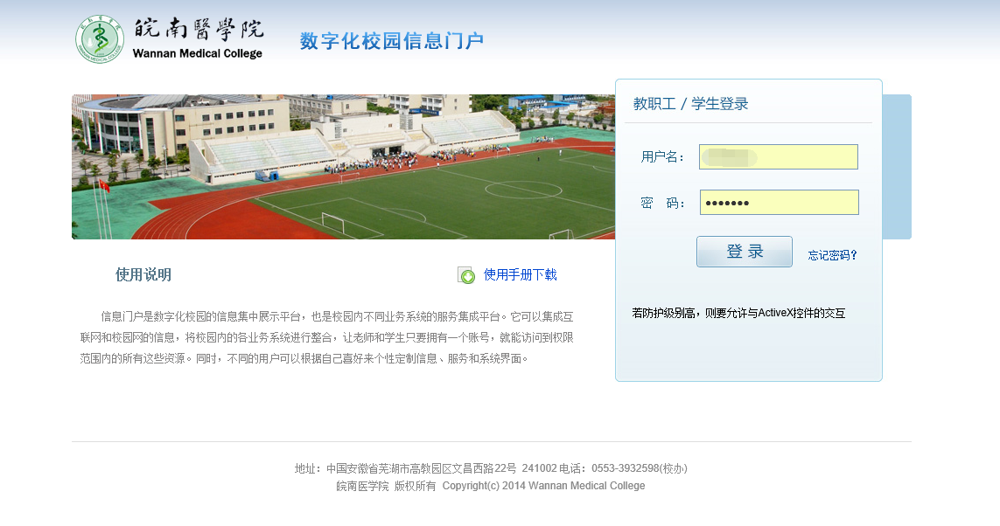 皖南醫學院
Wannan Medical College
数字化校园信息门户
教职工 / 学生登录
用户名：
密 码： •••••••
登 录 忘记密码?
若防护级别高，则要允许与ActiveX控件的交互
使用说明 使用手册下载
信息门户是数字化校园的信息集中展示平台，也是校园内不同业务系统的服务集成平台。它可以集成互
联网和校园网的信息，将校园内的各业务系统进行整合，让老师和学生只要拥有一个账号，就能访问到权限
范围内的所有这些资源。同时，不同的用户可以根据自己喜好来个性定制信息、服务和系统界面。
地址：中国安徽省芜湖市高教园区文昌西路22号 241002 电话：0553-3932598(校办)
皖南医学院 版权所有 Copyright(c) 2014 Wannan Medical College